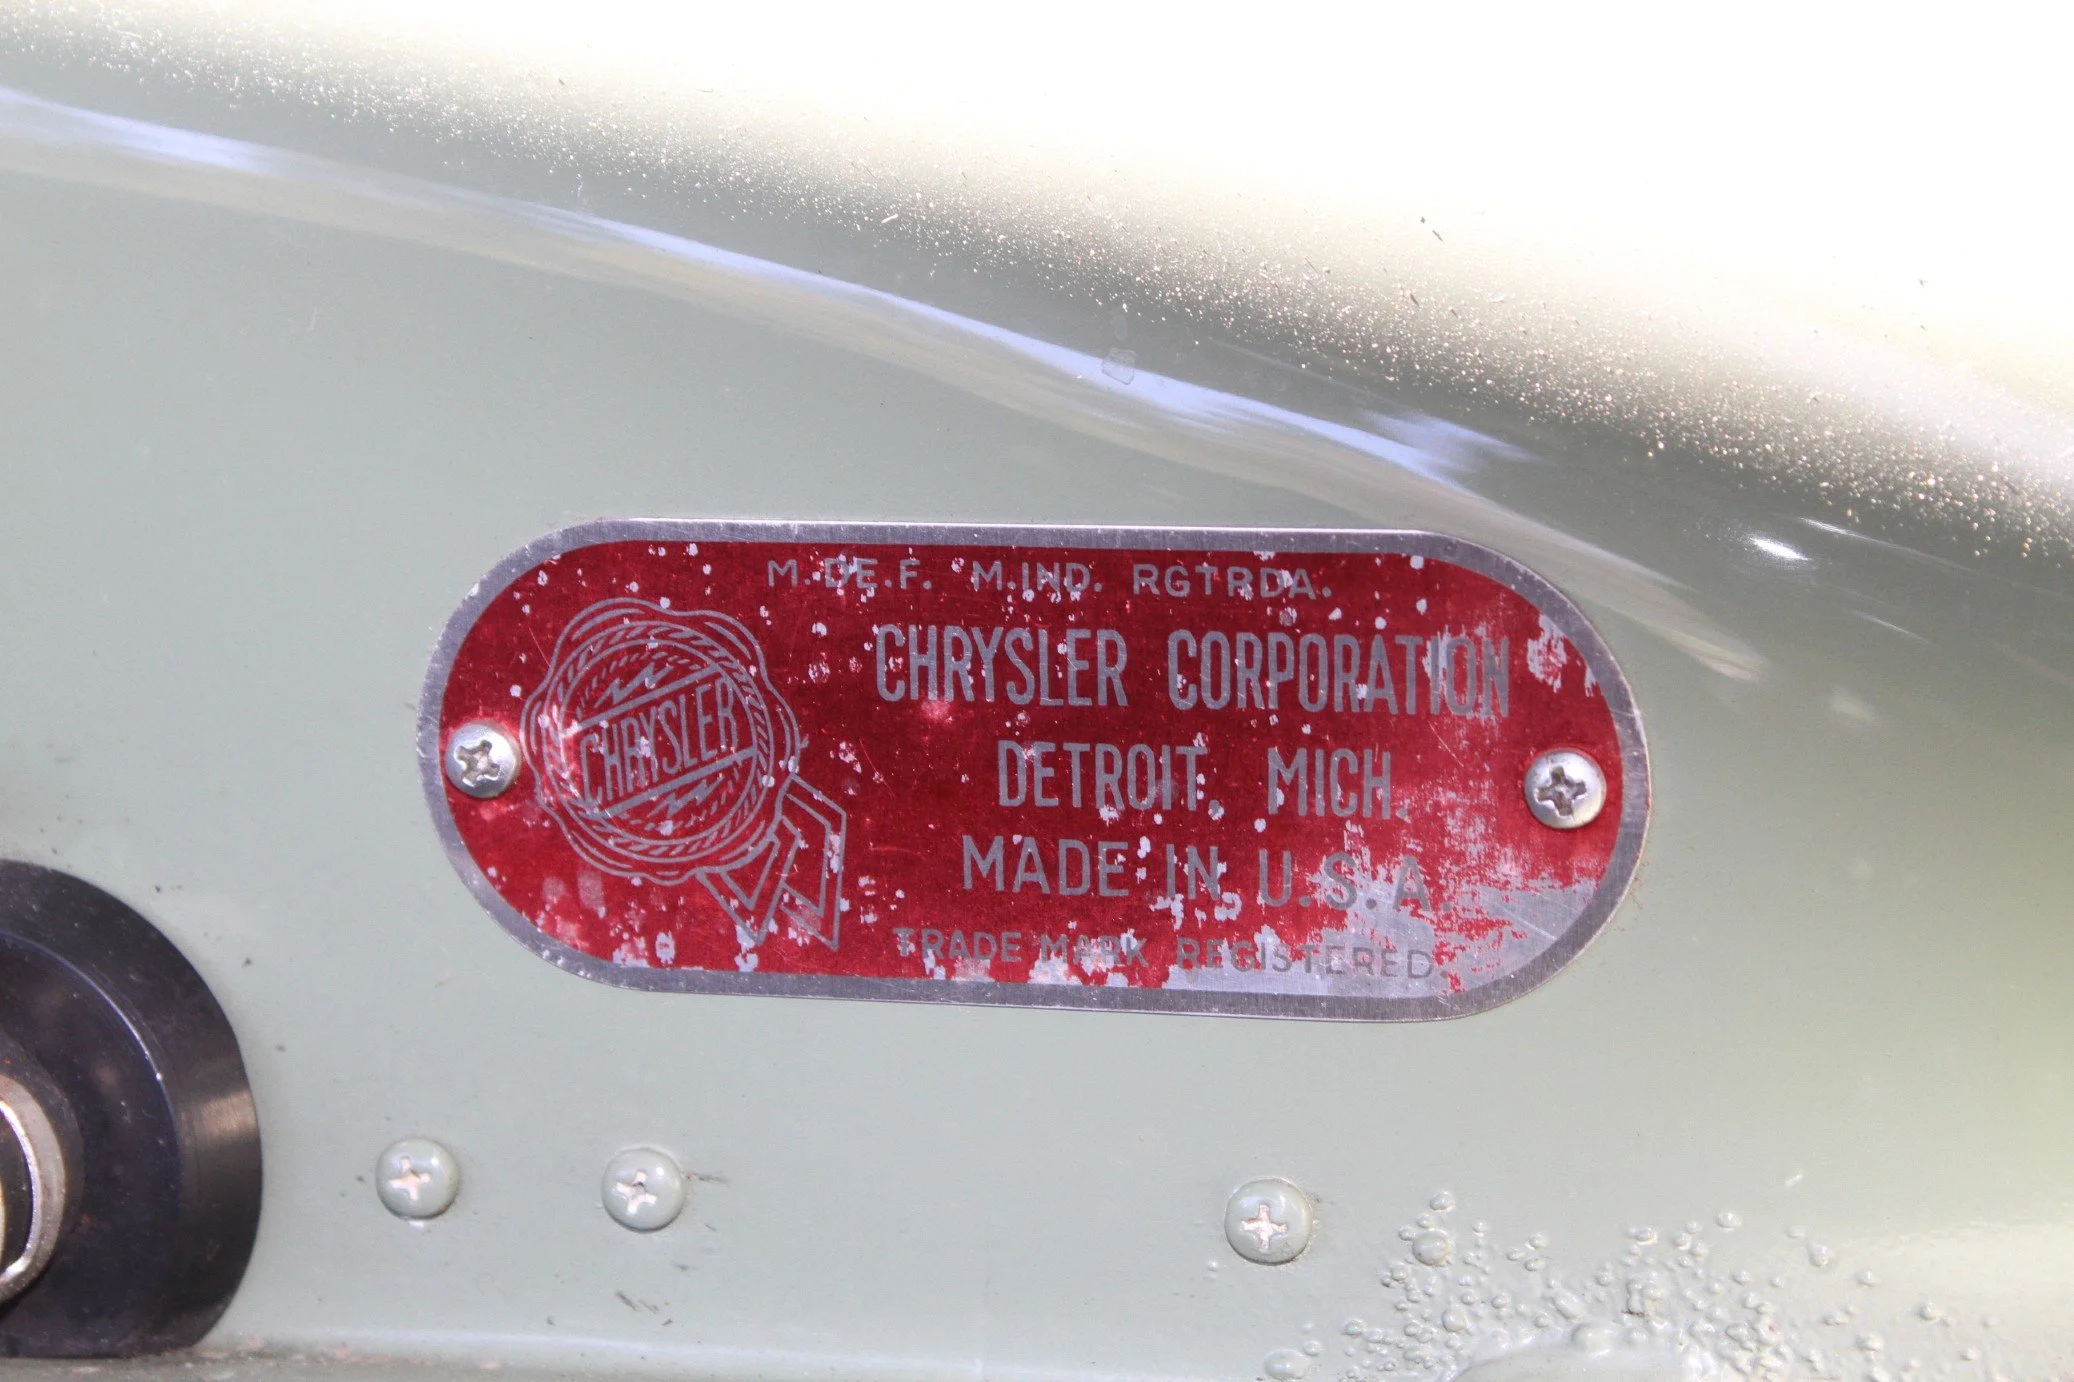 M.DE.F. M.IND. RGTRDA.
CHRYSLER
CHRYSLER CORPORATION
DETROIT, MICH.
MADE IN U.S.A.
TRADE MARK REGISTERED.